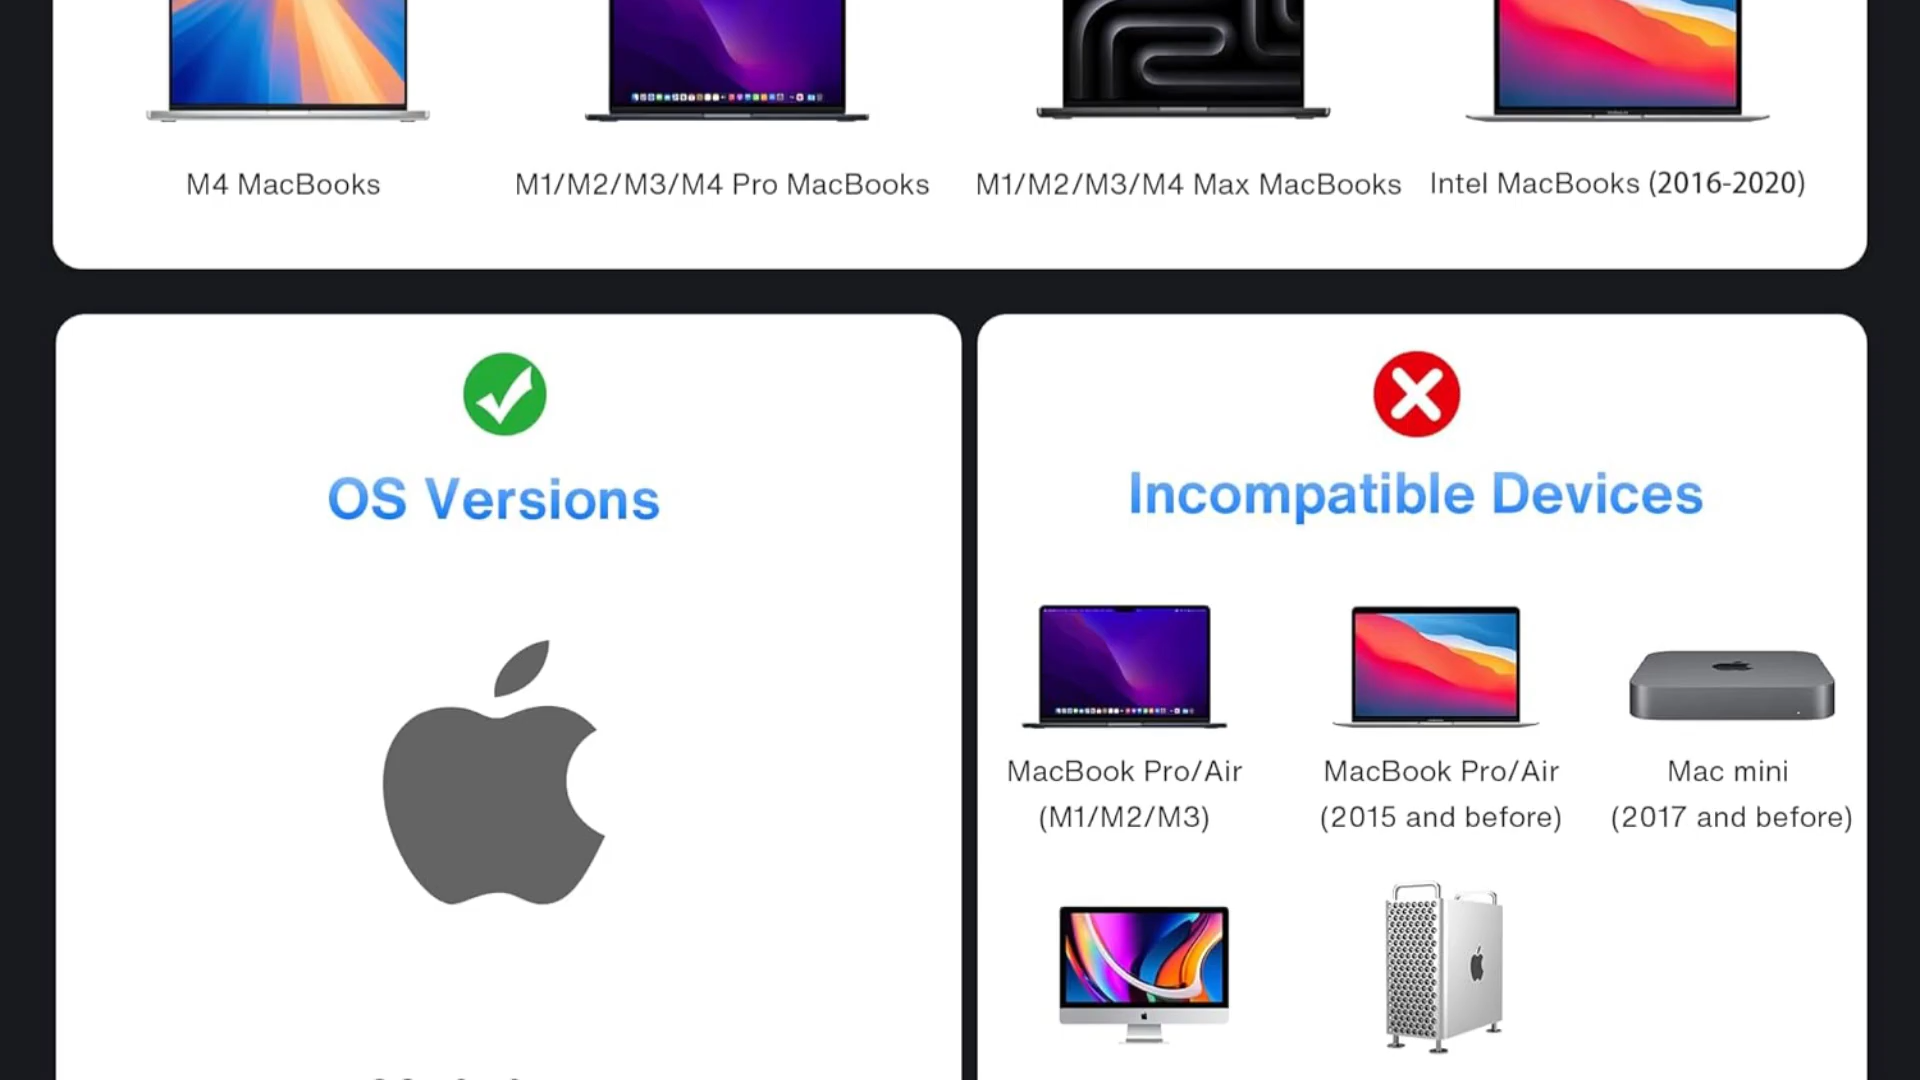 M4 MacBooks
M1/M2/M3/M4 Pro MacBooks
M1/M2/M3/M4 Max MacBooks
Intel MacBooks (2016-2020)
OS Versions
Incompatible Devices
MacBook Pro/Air
(M1/M2/M3)
MacBook Pro/Air
(2015 and before)
Mac mini
(2017 and before)